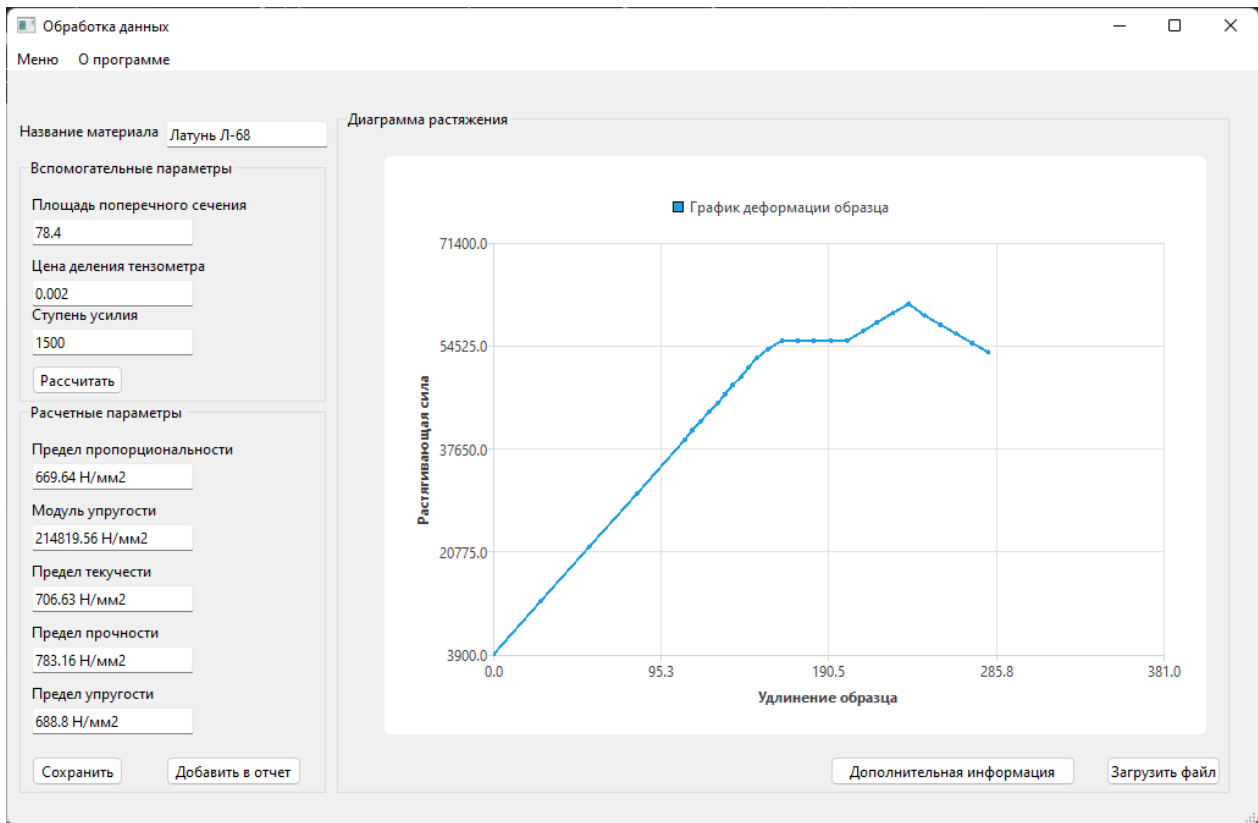 Обработка данных
Меню О программе
Название материала Латунь Л-68
Вспомогательные параметры
Площадь поперечного сечения
78.4
Цена деления тензометра
0.002
Ступень усилия
1500
Рассчитать
Расчетные параметры
Предел пропорциональности
669.64 Н/мм2
Модуль упругости
214819.56 Н/мм2
Предел текучести
706.63 Н/мм2
Предел прочности
783.16 Н/мм2
Предел упругости
688.8 Н/мм2
Сохранить Добавить в отчет
Диаграмма растяжения
График деформации образца
71400.0
54525.0
37650.0
20775.0
3900.0
Растягивающая сила
0.0 95.3 190.5 285.8 381.0
Удлинение образца
Дополнительная информация Загрузить файл